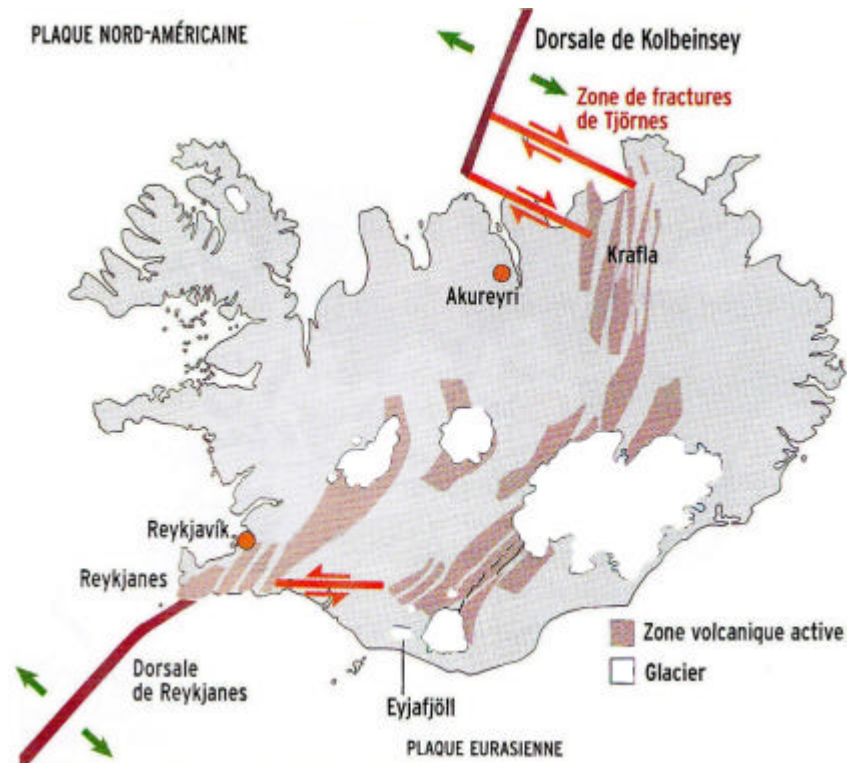 PLAQUE NORD-AMÉRICAINE
Dorsale de Kolbeinsey
Zone de fractures
de Tjörnes
Krafla
Akureyri
Reykjavík
Reykjanes
Dorsale
de Reykjanes
Eyjafjöll
Zone volcanique active
Glacier
PLAQUE EURASIENNE